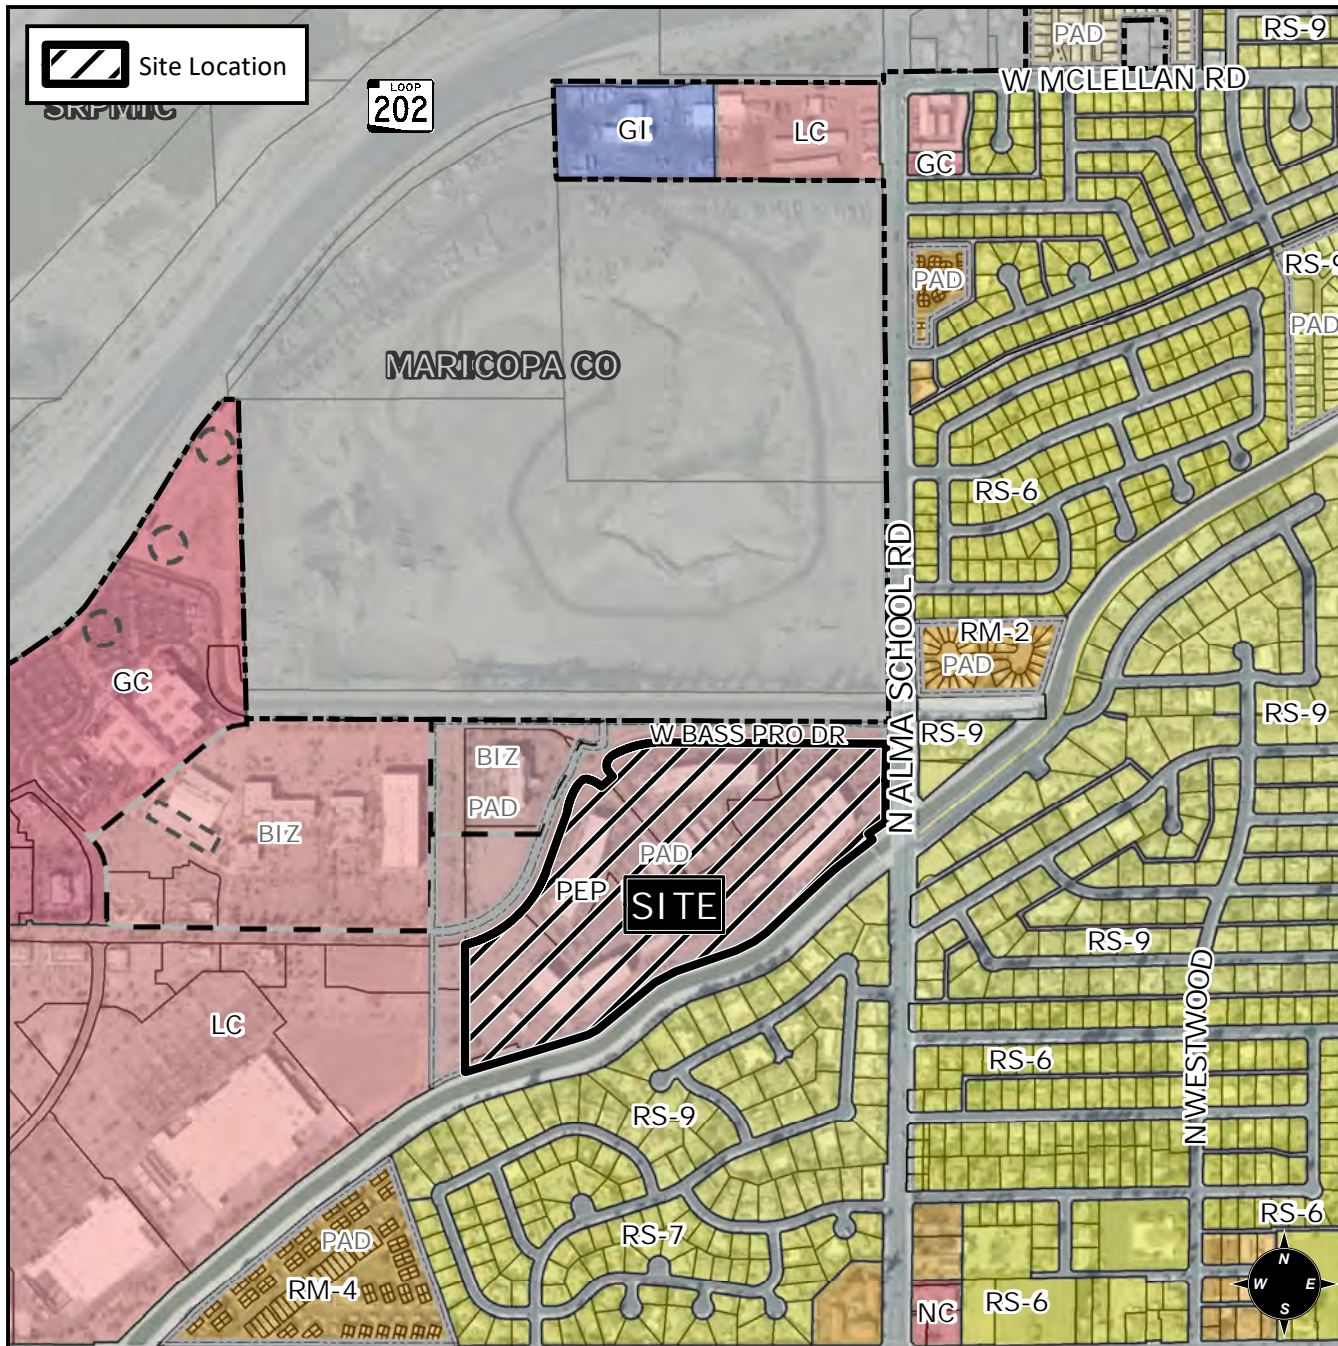 Site Location
SRPMIC
LOOP
202
PAD
RS-9
W MCLELLAN RD
GI
LC
GC
PAD
RS-9
PAD
MARICOPA CO
RS-6
N ALMA SCHOOL RD
RM-2
PAD
GC
RS-9
RS-9
W BASS PRO DR
BIZ
PAD
BIZ
PAD
PEP
SITE
RS-9
N WESTWOOD
LC
RS-6
RS-9
RS-7
PAD
RM-4
RS-6
RS-6
NC
N
W
E
S